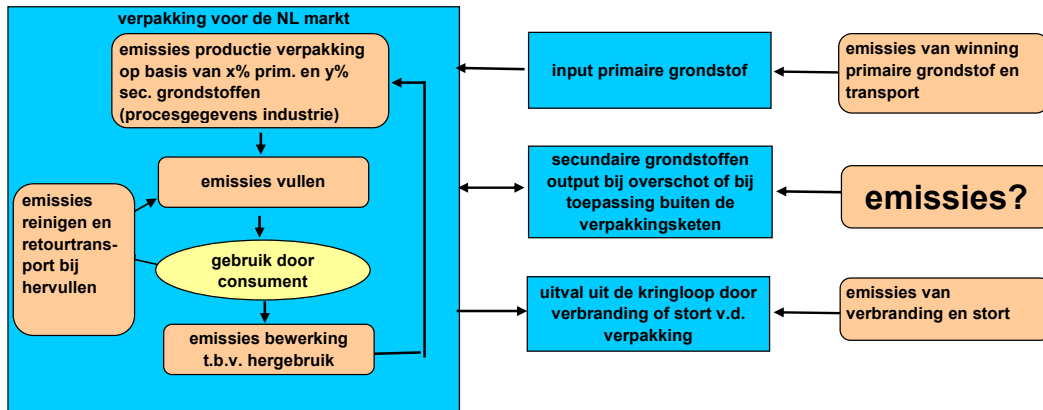 verpakking voor de NL markt
emissies productie verpakking
op basis van x% prim. en y%
sec. grondstoffen
(procesgegevens industrie)
emissies vullen
emissies
reinigen en
retourtrans-
port bij
hervullen
gebruik door
consument
emissies bewerking
t.b.v. hergebruik
input primaire grondstof
emissies van winning
primaire grondstof en
transport
secundaire grondstoffen
output bij overschot of bij
toepassing buiten de
verpakkingsketen
emissies?
uitval uit de kringloop door
verbranding of stort v.d.
verpakking
emissies van
verbranding en stort